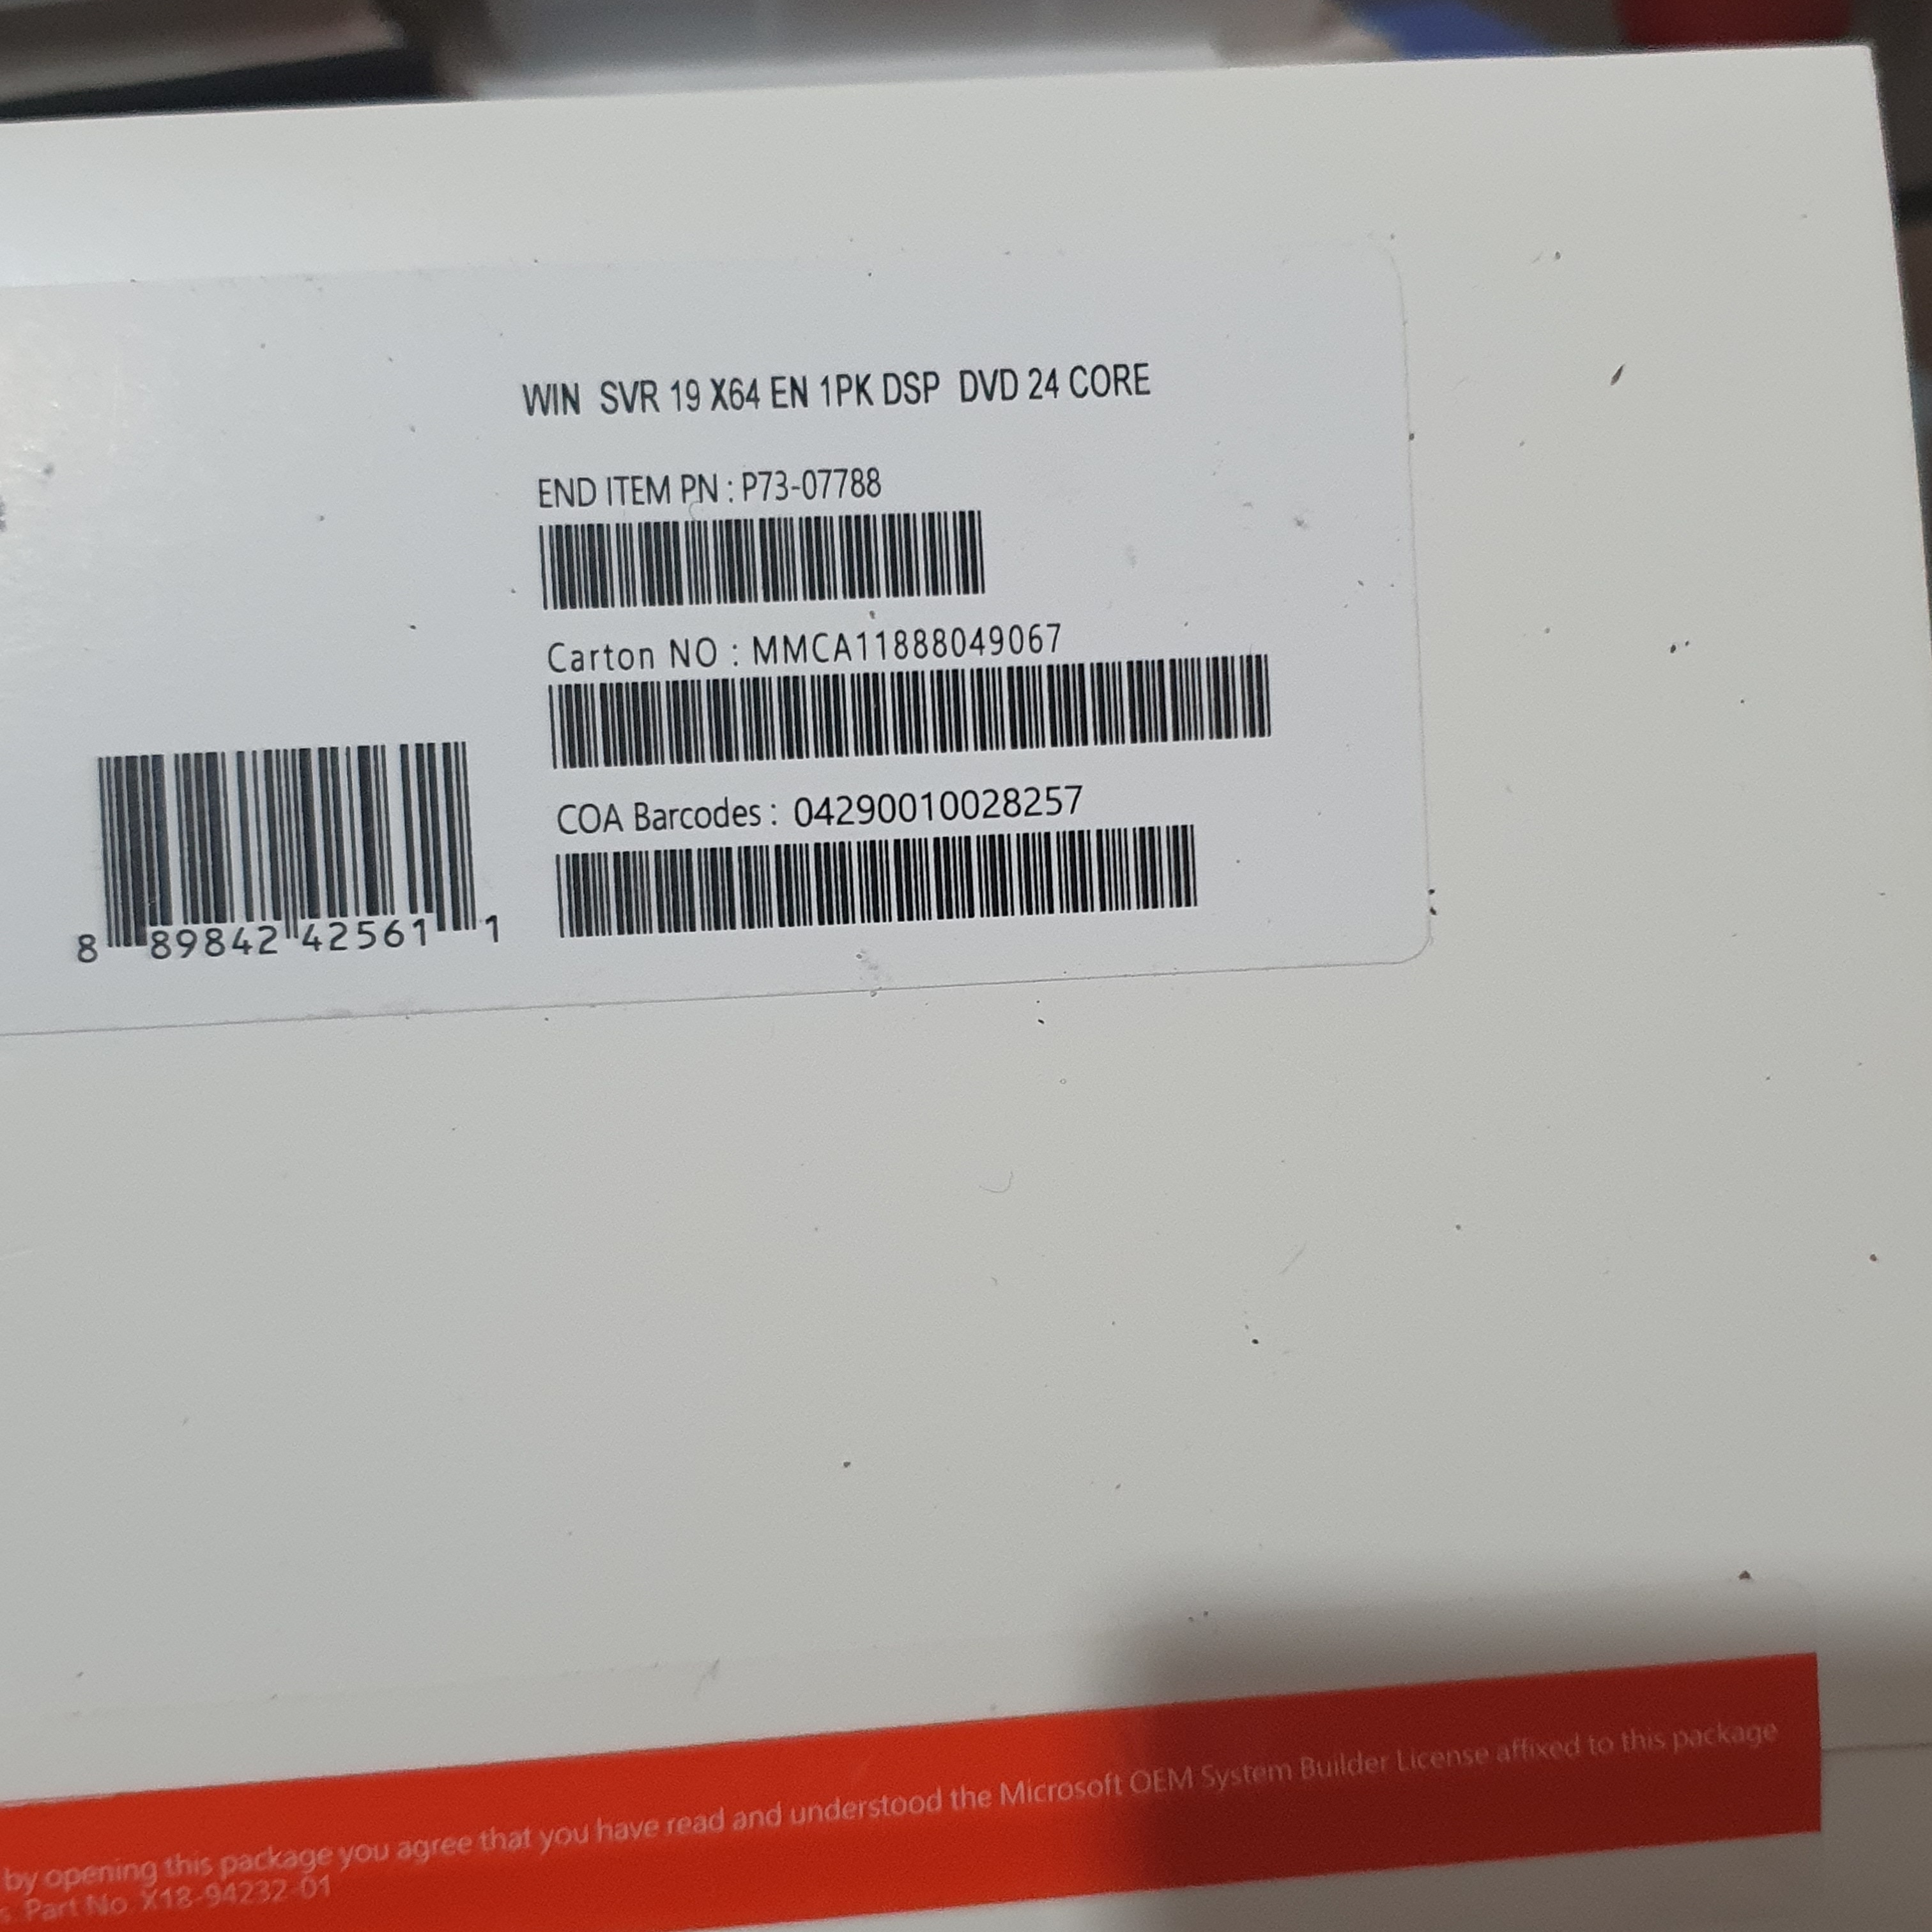 WIN SVR 19 X64 EN 1PK DSP DVD 24 CORE
END ITEM PN : P73-07788
Carton NO : MMCA11888049067
COA Barcodes : 04290010028257
8 89842 42561 1
by opening this package you agree that you have read and understood the Microsoft OEM System Builder License affixed to this package
s. Part No. X18-94232-01